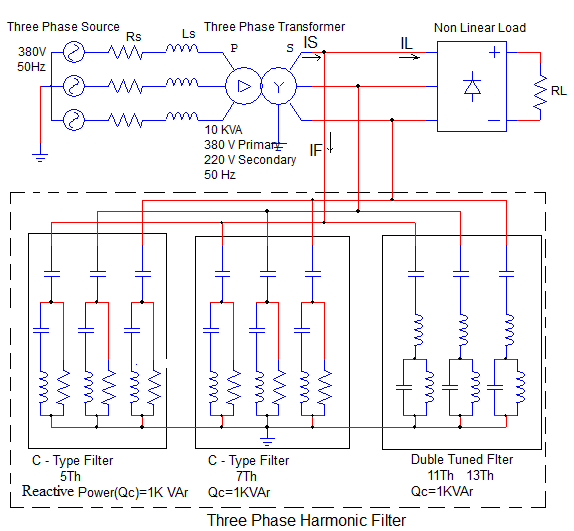 Three Phase Source
Three Phase Transformer
Non Linear Load
Rs
Ls
P
S
IS
IL
380V
50Hz
+
−
RL
Y
10 KVA
380 V Primary
220 V Secondary
50 Hz
IF
C - Type Filter
5Th
Reactive Power(Qc)=1K VAr
C - Type Filter
7Th
Qc=1KVAr
Duble Tuned Flter
11Th 13Th
Qc=1KVAr
Three Phase Harmonic Filter